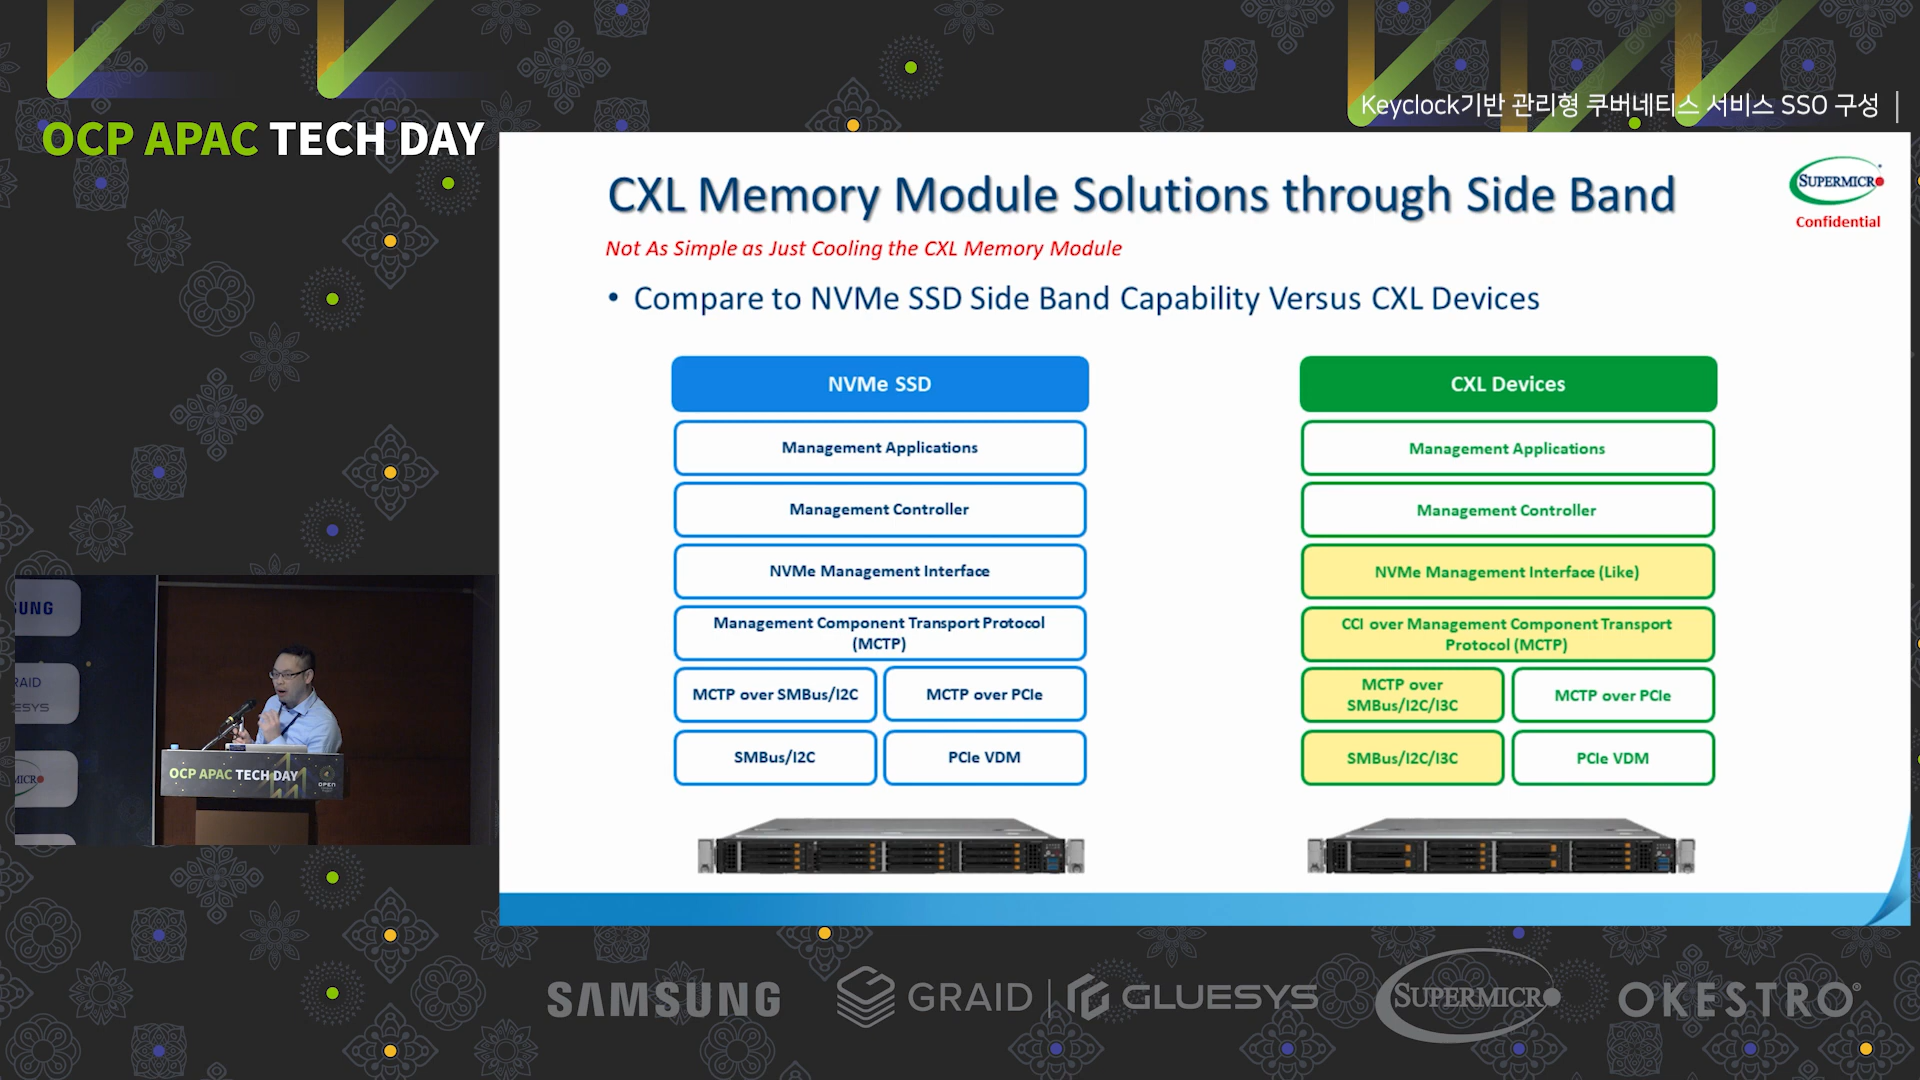 Keyclock기반 관리형 쿠버네티스 서비스 SSO 구성
OCP APAC TECH DAY
CXL Memory Module Solutions through Side Band
SUPERMICRO
Confidential
Not As Simple as Just Cooling the CXL Memory Module
• Compare to NVMe SSD Side Band Capability Versus CXL Devices
NVMe SSD
Management Applications
Management Controller
NVMe Management Interface
Management Component Transport Protocol
(MCTP)
MCTP over SMBus/I2C
MCTP over PCIe
SMBus/I2C
PCIe VDM
CXL Devices
Management Applications
Management Controller
NVMe Management Interface (Like)
CCI over Management Component Transport
Protocol (MCTP)
MCTP over
SMBus/I2C/I3C
MCTP over PCIe
SMBus/I2C/I3C
PCIe VDM
SUNG
RAID
ESYS
MICR
OCP APAC TECH DAY
OPEN
SAMSUNG
GRAID
GLUESYS
SUPERMICRO
OKESTRO